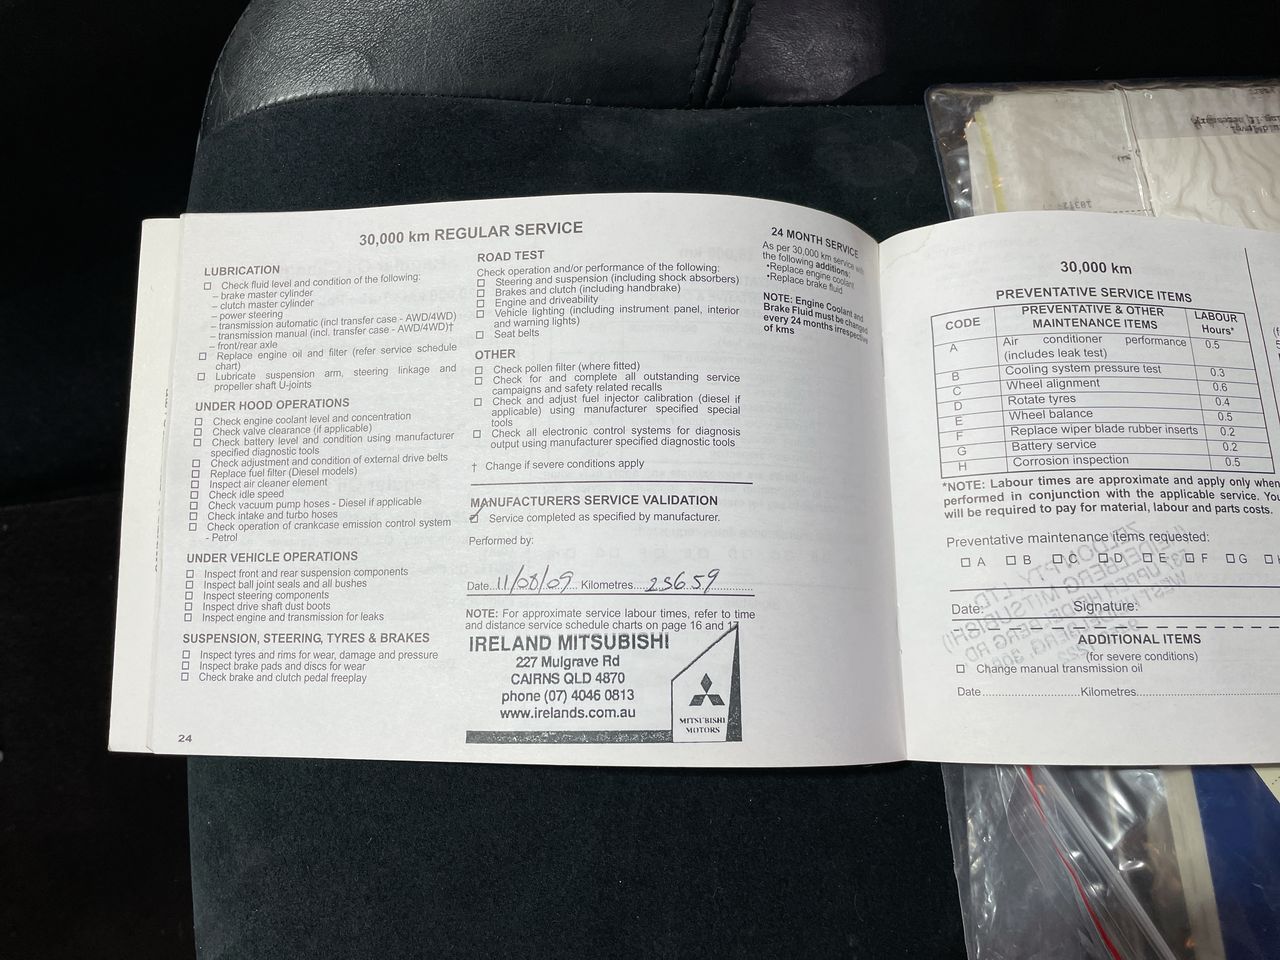 30,000 km REGULAR SERVICE
LUBRICATION
Check fluid level and condition of the following:
– brake master cylinder
– clutch master cylinder
– power steering
– transmission automatic (incl transfer case - AWD/4WD)
– transmission manual (incl. transfer case - AWD/4WD)†
– front/rear axle
Replace engine oil and filter (refer service schedule
chart)
Lubricate suspension arm, steering linkage and
propeller shaft U-joints
UNDER HOOD OPERATIONS
Check engine coolant level and concentration
Check valve clearance (if applicable)
Check battery level and condition using manufacturer
specified diagnostic tools
Check adjustment and condition of external drive belts
Replace fuel filter (Diesel models)
Inspect air cleaner element
Check idle speed
Check vacuum pump hoses - Diesel if applicable
Check intake and turbo hoses
Check operation of crankcase emission control system
- Petrol
UNDER VEHICLE OPERATIONS
Inspect front and rear suspension components
Inspect ball joint seals and all bushes
Inspect steering components
Inspect drive shaft dust boots
Inspect engine and transmission for leaks
SUSPENSION, STEERING, TYRES & BRAKES
Inspect tyres and rims for wear, damage and pressure
Inspect brake pads and discs for wear
Check brake and clutch pedal freeplay
24
ROAD TEST
Check operation and/or performance of the following:
Steering and suspension (including shock absorbers)
Brakes and clutch (including handbrake)
Engine and driveability
Vehicle lighting (including instrument panel, interior
and warning lights)
Seat belts
OTHER
Check pollen filter (where fitted)
Check for and complete all outstanding service
campaigns and safety related recalls
Check and adjust fuel injector calibration (diesel if
applicable) using manufacturer specified special
tools
Check all electronic control systems for diagnosis
output using manufacturer specified diagnostic tools
† Change if severe conditions apply
MANUFACTURERS SERVICE VALIDATION
Service completed as specified by manufacturer.
Performed by:
Date...11/08/09 Kilometres...25659
NOTE: For approximate service labour times, refer to time
and distance service schedule charts on page 16 and 17
IRELAND MITSUBISHI
227 Mulgrave Rd
CAIRNS QLD 4870
phone (07) 4046 0813
www.irelands.com.au
MITSUBISHI
MOTORS
24 MONTH SERVICE
As per 30,000 km service with
the following additions:
•Replace engine coolant
•Replace brake fluid
NOTE: Engine Coolant and
Brake Fluid must be changed
every 24 months irrespective
of kms
30,000 km
PREVENTATIVE SERVICE ITEMS
CODE PREVENTATIVE & OTHER MAINTENANCE ITEMS LABOUR Hours*
A Air conditioner performance (includes leak test) 0.5
B Cooling system pressure test 0.3
C Wheel alignment 0.6
D Rotate tyres 0.4
E Wheel balance 0.5
F Replace wiper blade rubber inserts 0.2
G Battery service 0.2
H Corrosion inspection 0.5
*NOTE: Labour times are approximate and apply only when
performed in conjunction with the applicable service. You
will be required to pay for material, labour and parts costs.
Preventative maintenance items requested:
A B C D E F G H
Date: Signature:
ADDITIONAL ITEMS
(for severe conditions)
Change manual transmission oil
Date Kilometres